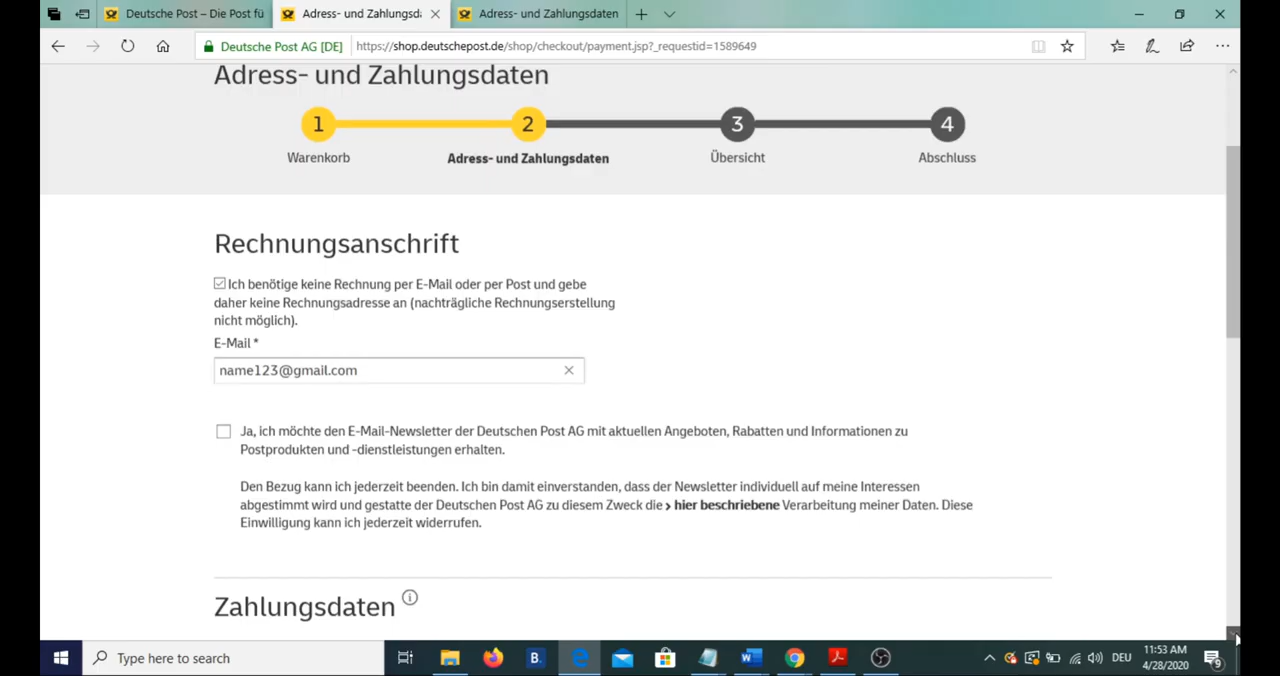 Deutsche Post – Die Post fü
Adress- und Zahlungsda
Adress- und Zahlungsdaten
Deutsche Post AG [DE]
https://shop.deutschepost.de/shop/checkout/payment.jsp?_requestid=1589649
Adress- und Zahlungsdaten
1 2 3 4
Warenkorb Adress- und Zahlungsdaten Übersicht Abschluss
Rechnungsanschrift
Ich benötige keine Rechnung per E-Mail oder per Post und gebe
daher keine Rechnungsadresse an (nachträgliche Rechnungserstellung
nicht möglich).
E-Mail *
name123@gmail.com
Ja, ich möchte den E-Mail-Newsletter der Deutschen Post AG mit aktuellen Angeboten, Rabatten und Informationen zu
Postprodukten und -dienstleistungen erhalten.
Den Bezug kann ich jederzeit beenden. Ich bin damit einverstanden, dass der Newsletter individuell auf meine Interessen
abgestimmt wird und gestatte der Deutschen Post AG zu diesem Zweck die › hier beschriebene Verarbeitung meiner Daten. Diese
Einwilligung kann ich jederzeit widerrufen.
Zahlungsdaten i
Type here to search
B.
DEU
11:53 AM
4/28/2020
9